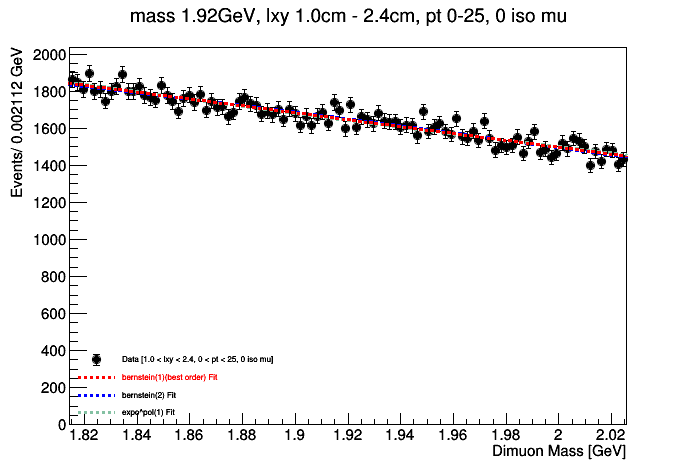 mass 1.92GeV, lxy 1.0cm - 2.4cm, pt 0-25, 0 iso mu
Events/ 0.002112 GeV
2000
1800
1600
1400
1200
1000
800
600
400
200
0
Data [1.0 < lxy < 2.4, 0 < pt < 25, 0 iso mu]
bernstein(1)(best order) Fit
bernstein(2) Fit
expo*pol(1) Fit
1.82 1.84 1.86 1.88 1.9 1.92 1.94 1.96 1.98 2 2.02
Dimuon Mass [GeV]